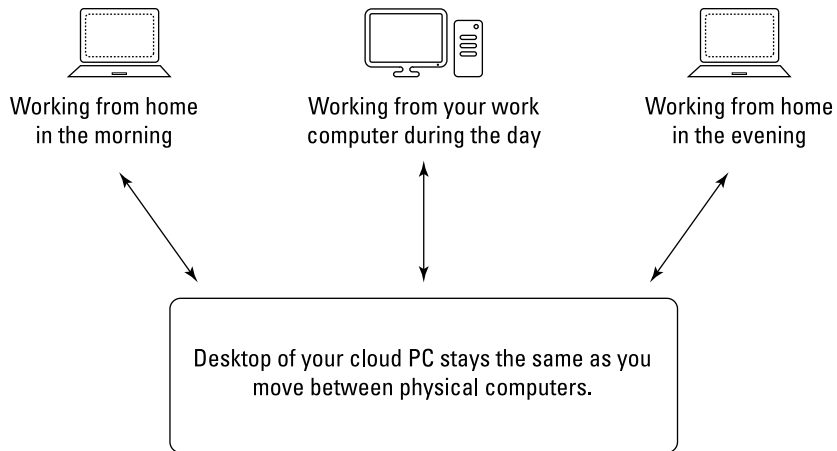 Working from home
in the morning
Working from your work
computer during the day
Working from home
in the evening
Desktop of your cloud PC stays the same as you
move between physical computers.